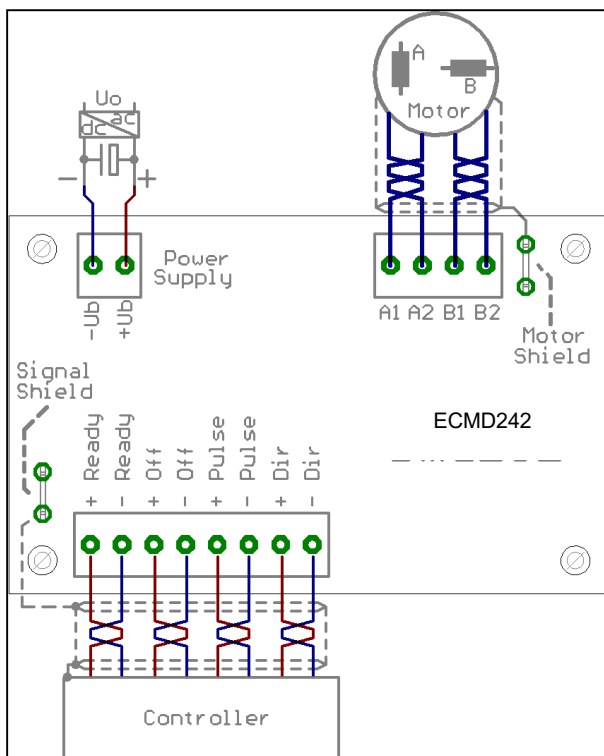 A
B
Motor
Uo
dc
ac
−
+
Power
Supply
-Ub
+Ub
A1 A2 B1 B2
Motor
Shield
Signal
Shield
ECMD242
+ Ready
- Ready
+ Off
- Off
+ Pulse
- Pulse
+ Dir
- Dir
Controller